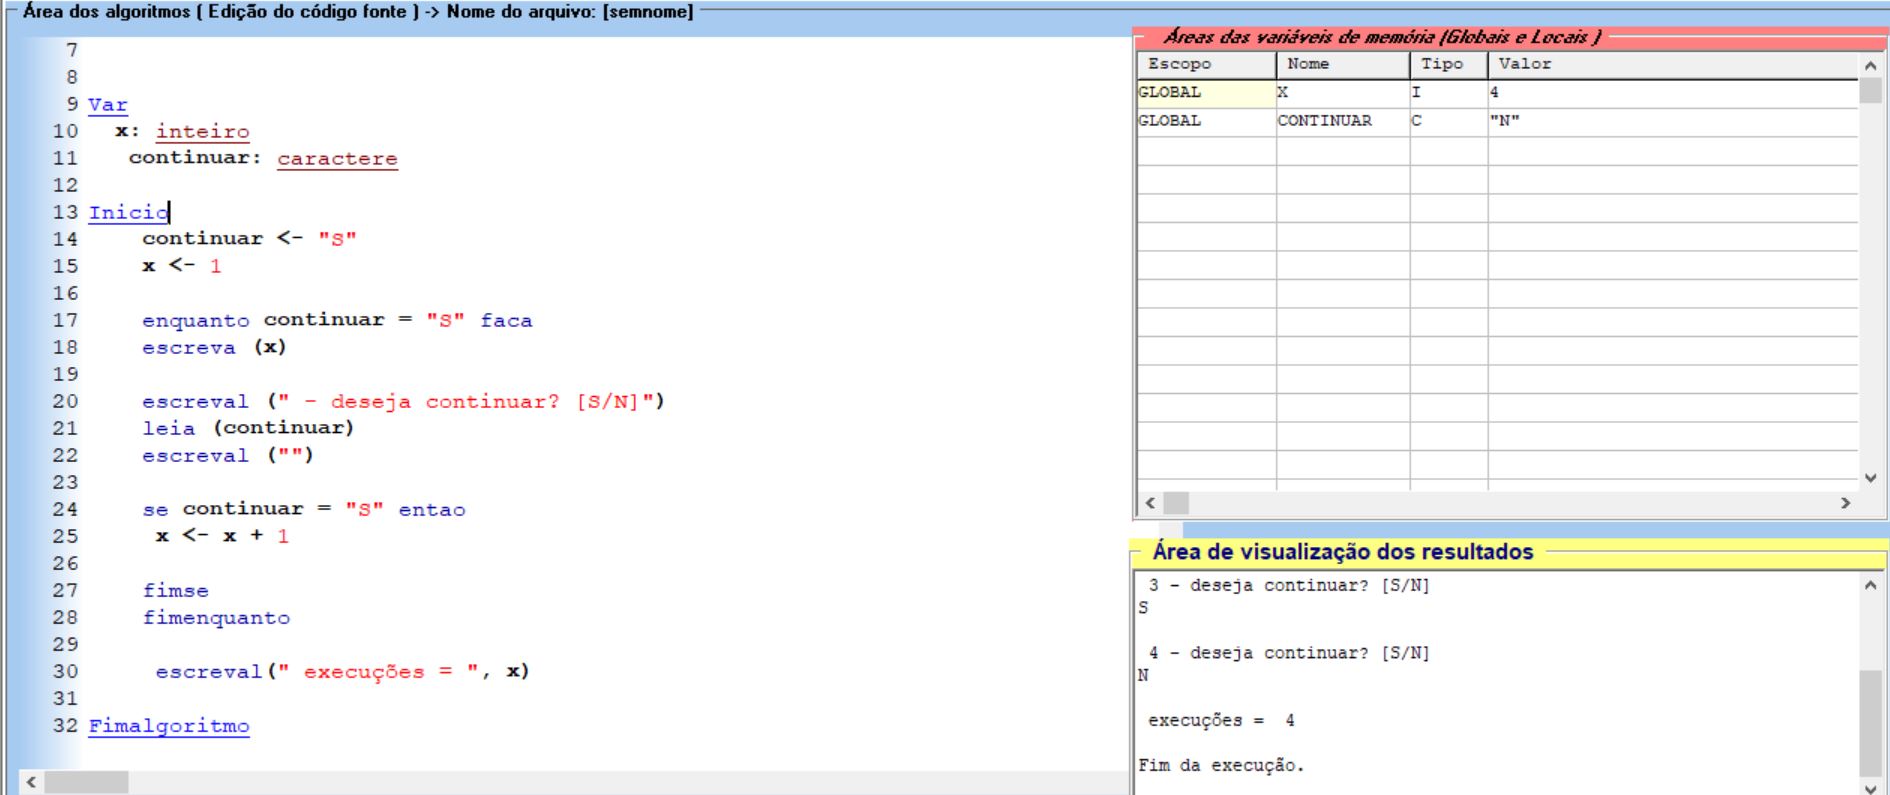 Área dos algoritmos ( Edição do código fonte ) -> Nome do arquivo: [semnome]
7
8
9 Var
10 x: inteiro
11 continuar: caractere
12
13 Inicio
14 continuar <- "S"
15 x <- 1
16
17 enquanto continuar = "S" faca
18 escreva (x)
19
20 escreval (" - deseja continuar? [S/N]")
21 leia (continuar)
22 escreval ("")
23
24 se continuar = "S" entao
25 x <- x + 1
26
27 fimse
28 fimenquanto
29
30 escreval(" execuções = ", x)
31
32 Fimalgoritmo
Áreas das variáveis de memória (Globais e Locais )
Escopo Nome Tipo Valor
GLOBAL X I 4
GLOBAL CONTINUAR C "N"
Área de visualização dos resultados
3 - deseja continuar? [S/N]
S
4 - deseja continuar? [S/N]
N
execuções = 4
Fim da execução.